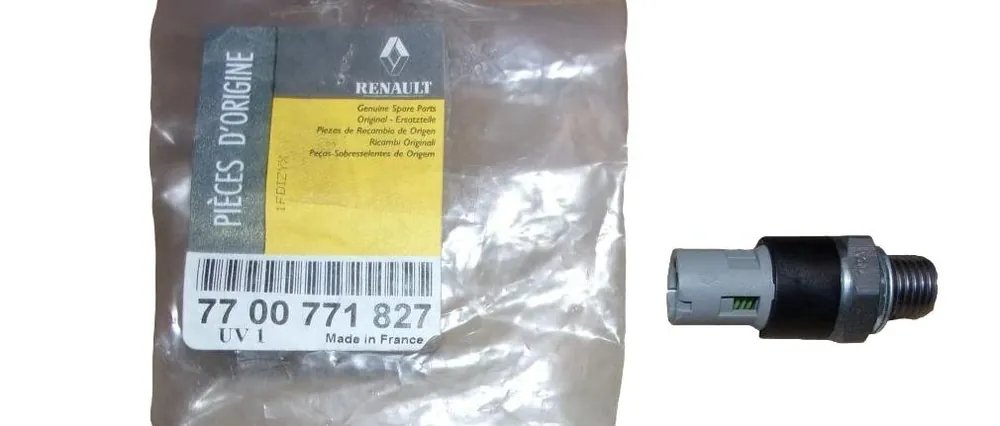 PIÈCES D'ORIGINE
RENAULT
Genuine Spare Parts
Original - Ersatzteile
Piezas de Recambio de Origen
Ricambi Originali
Peças-Sobresselentes de Origem
1FDIZYX
77 00 771 827
UV 1
Made in France